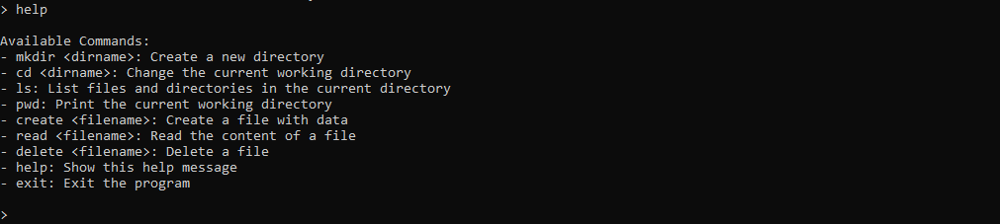 > help
Available Commands:
- mkdir <dirname>: Create a new directory
- cd <dirname>: Change the current working directory
- ls: List files and directories in the current directory
- pwd: Print the current working directory
- create <filename>: Create a file with data
- read <filename>: Read the content of a file
- delete <filename>: Delete a file
- help: Show this help message
- exit: Exit the program
>